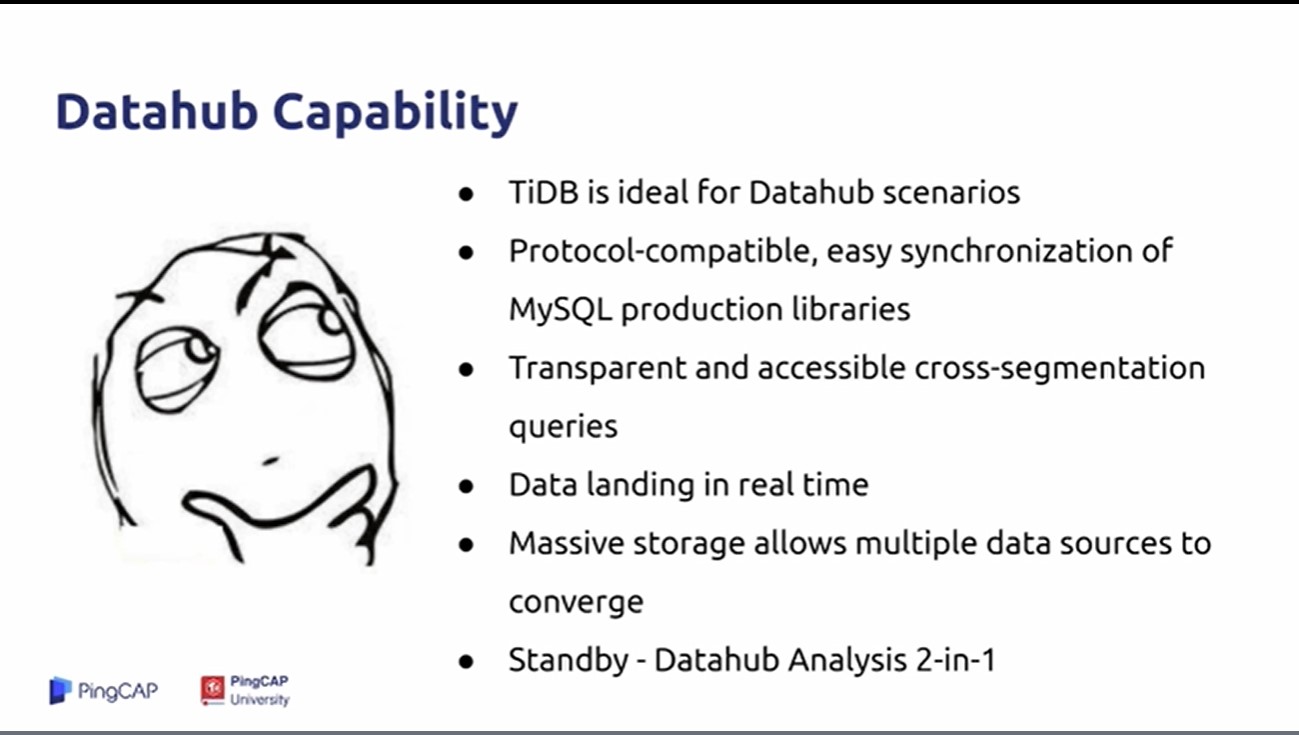 Datahub Capability
● TiDB is ideal for Datahub scenarios
● Protocol-compatible, easy synchronization of
MySQL production libraries
● Transparent and accessible cross-segmentation
queries
● Data landing in real time
● Massive storage allows multiple data sources to
converge
● Standby - Datahub Analysis 2-in-1
PingCAP
PingCAP
University